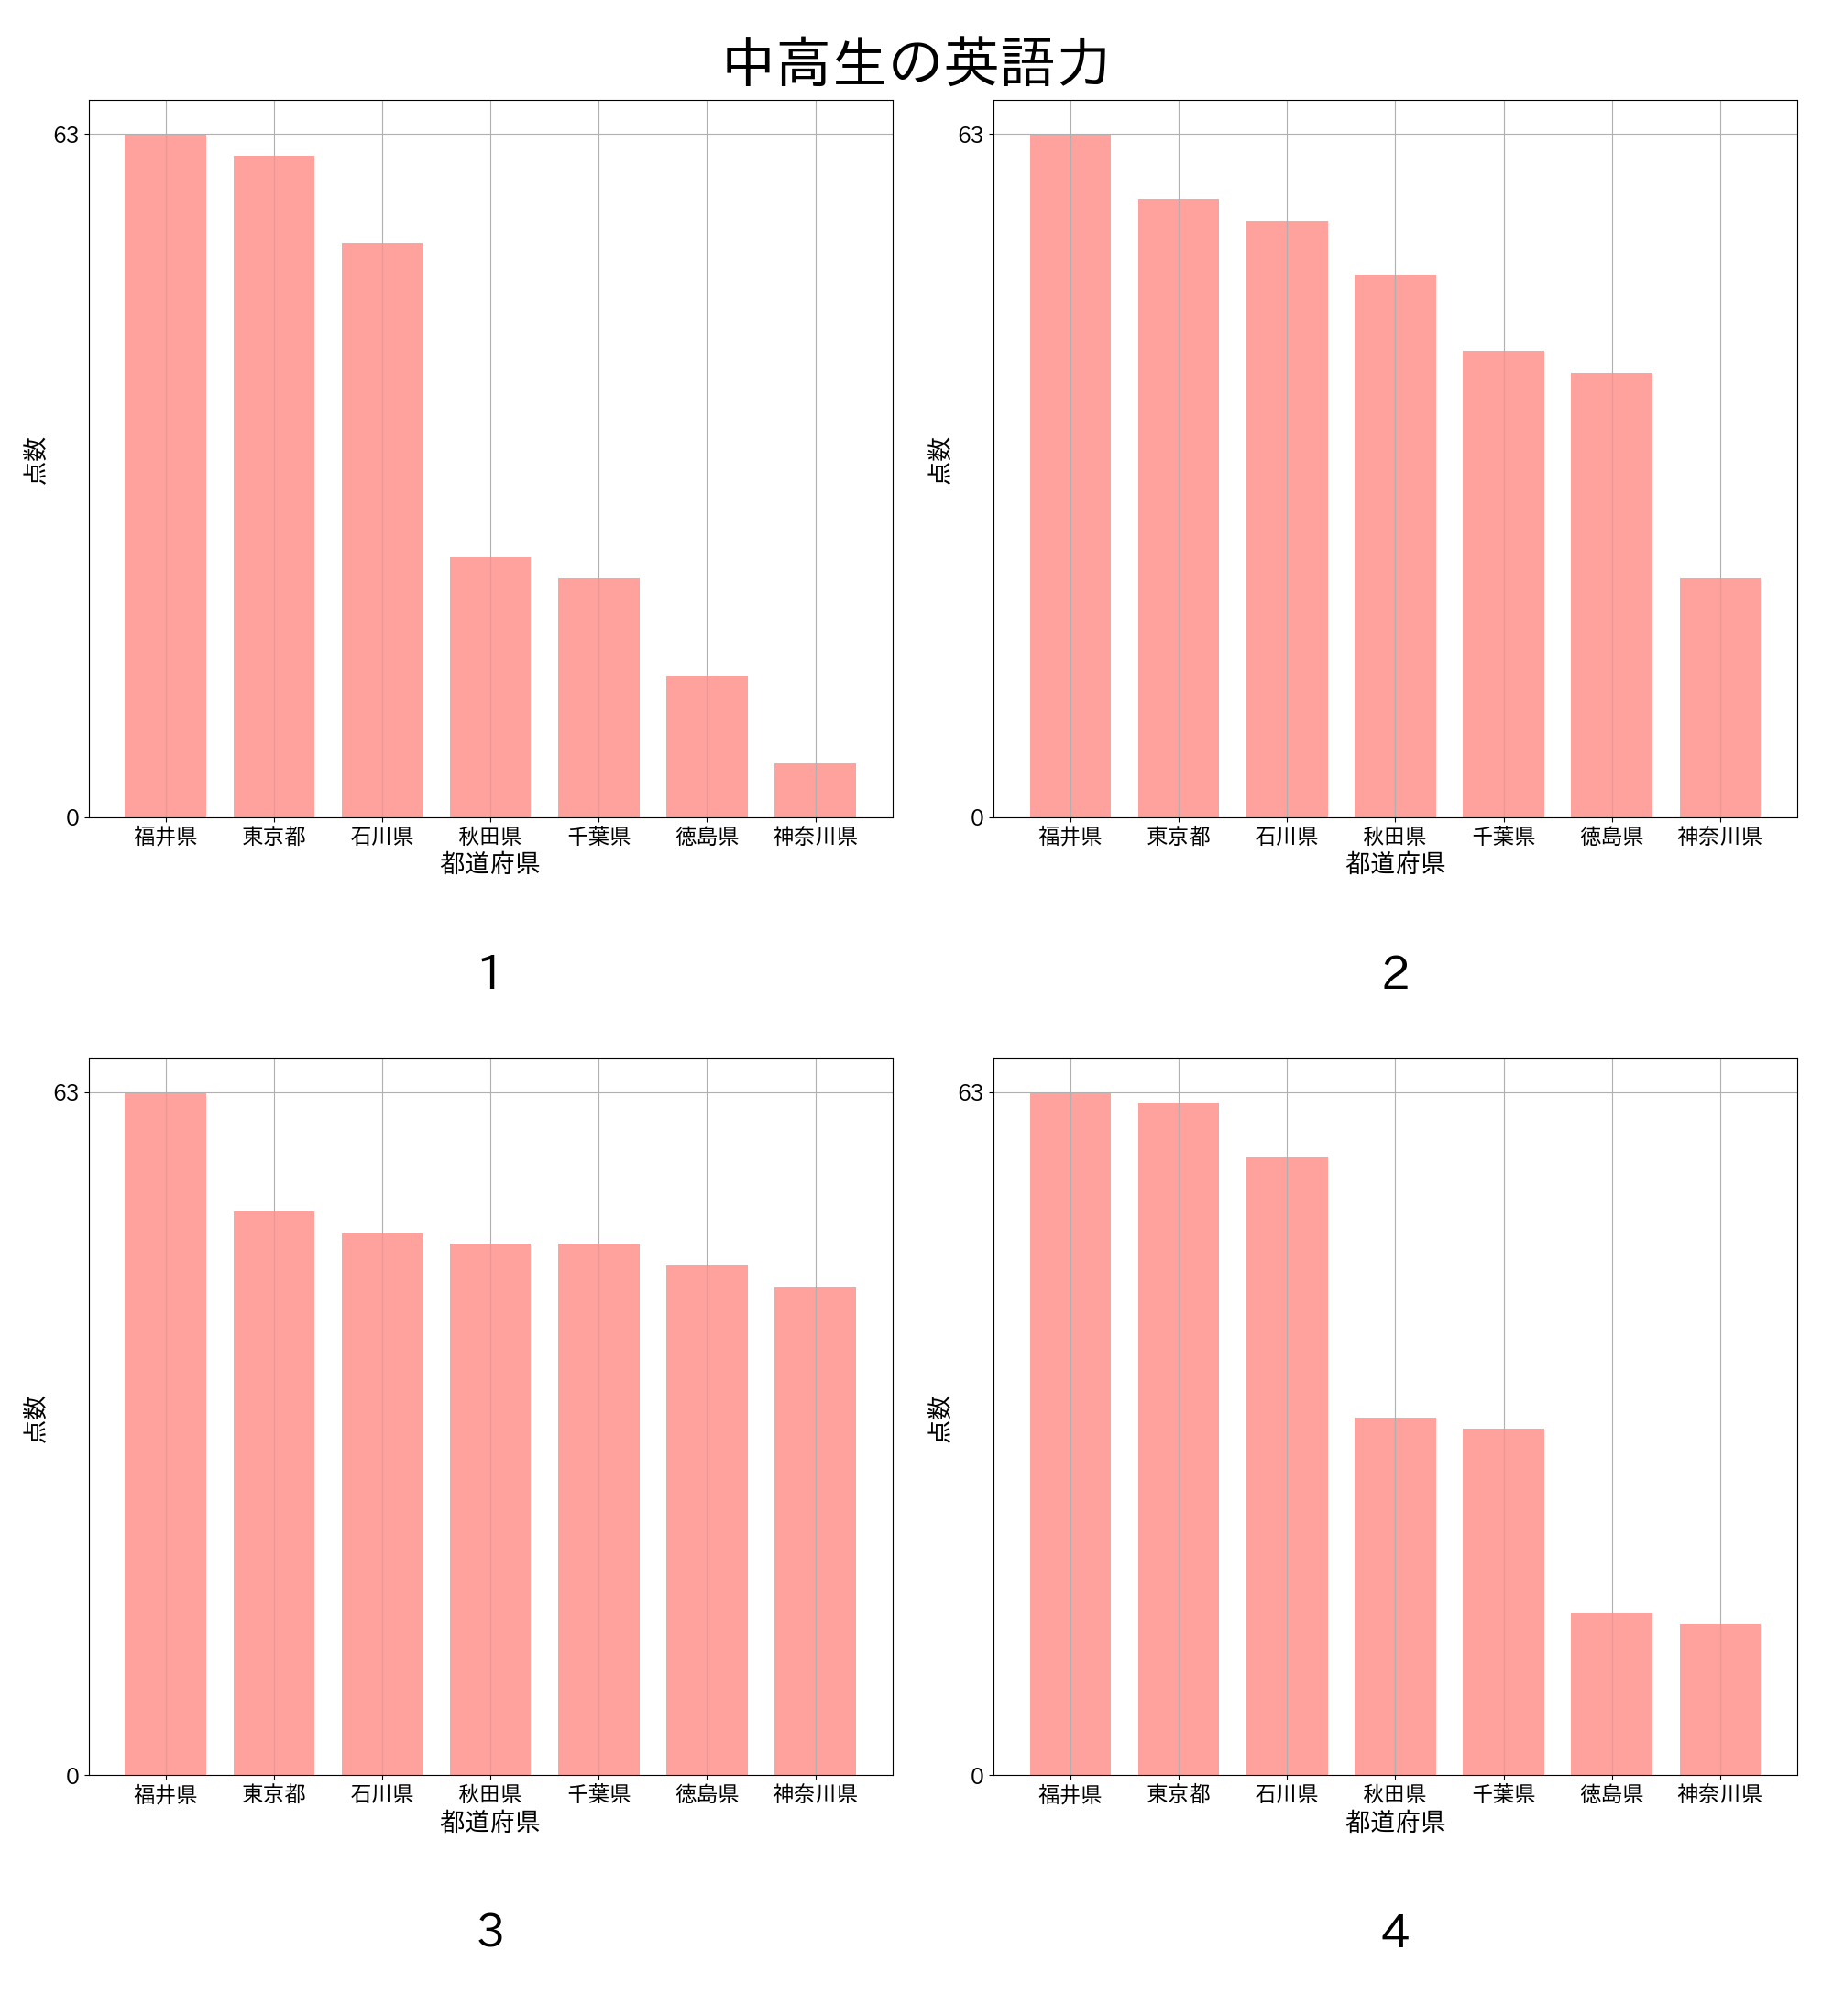 中高生の英語力
63
点数
0
福井県 東京都 石川県 秋田県 千葉県 徳島県 神奈川県
都道府県
1
63
点数
0
福井県 東京都 石川県 秋田県 千葉県 徳島県 神奈川県
都道府県
2
63
点数
0
福井県 東京都 石川県 秋田県 千葉県 徳島県 神奈川県
都道府県
3
63
点数
0
福井県 東京都 石川県 秋田県 千葉県 徳島県 神奈川県
都道府県
4